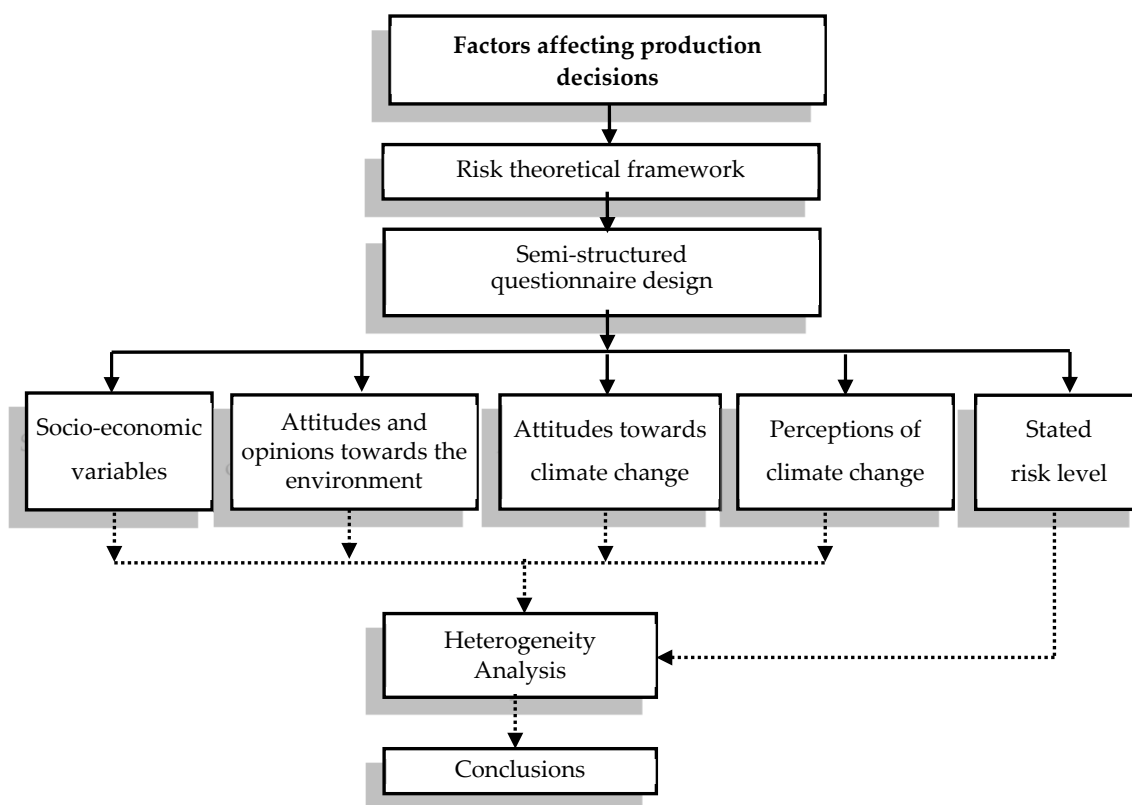 Factors affecting production
decisions
Risk theoretical framework
Semi-structured
questionnaire design
Socio-economic
variables
Attitudes and
opinions towards the
environment
Attitudes towards
climate change
Perceptions of
climate change
Stated
risk level
Heterogeneity
Analysis
Conclusions